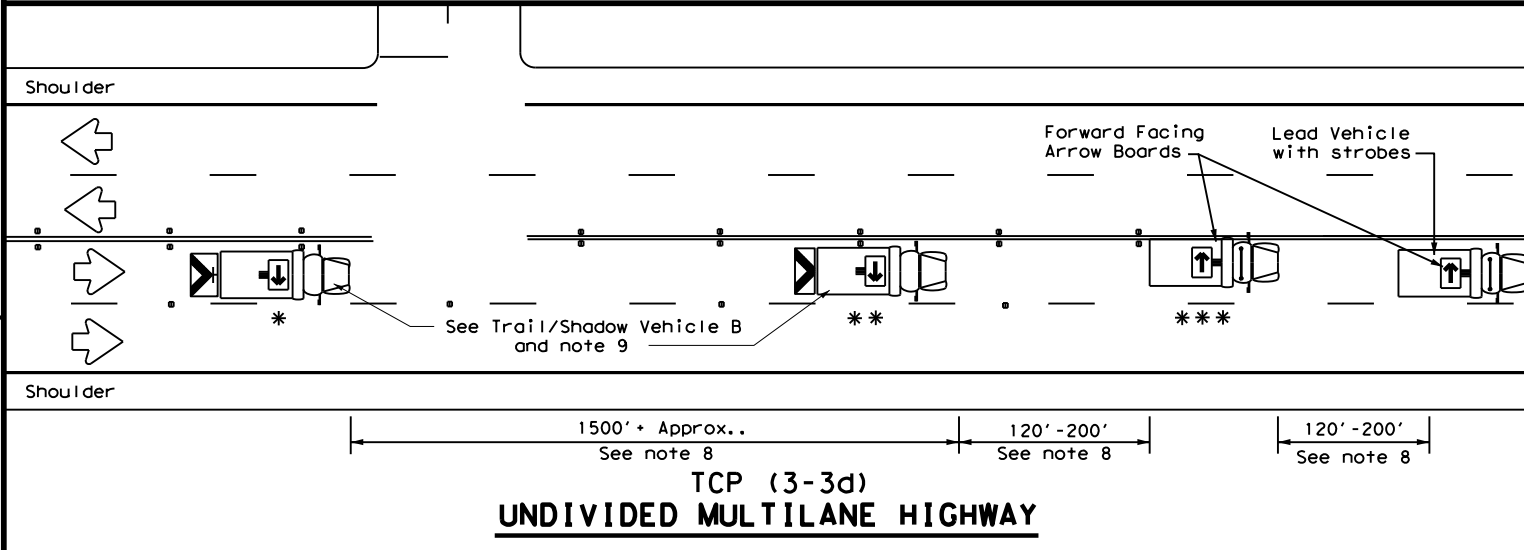 Shoulder
Forward Facing
Arrow Boards
Lead Vehicle
with strobes
*
**
***
See Trail/Shadow Vehicle B
and note 9
Shoulder
1500'+ Approx..
See note 8
120'-200'
See note 8
120'-200'
See note 8
TCP (3-3d)
UNDIVIDED MULTILANE HIGHWAY